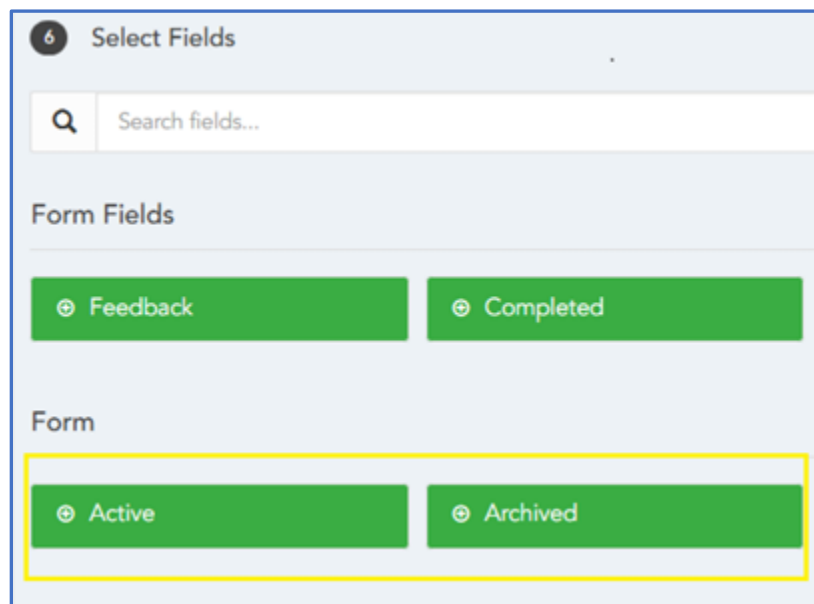 6 Select Fields
Search fields...
Form Fields
Feedback Completed
Form
Active Archived